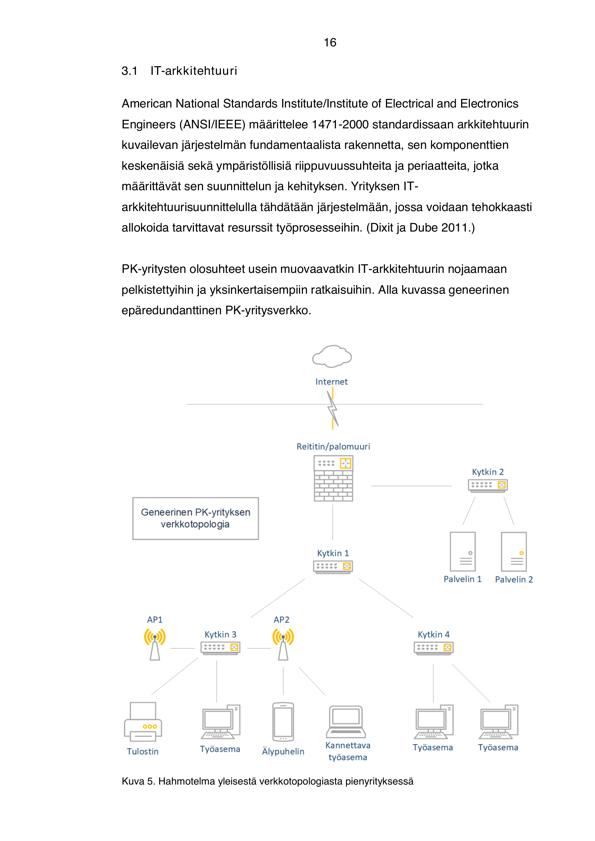 16
3.1 IT-arkkitehtuuri
American National Standards Institute/Institute of Electrical and Electronics
Engineers (ANSI/IEEE) määrittelee 1471-2000 standardissaan arkkitehtuurin
kuvailevan järjestelmän fundamentaalista rakennetta, sen komponenttien
keskenäisiä sekä ympäristöllisiä riippuvuussuhteita ja periaatteita, jotka
määrittävät sen suunnittelun ja kehityksen. Yrityksen IT-
arkkitehtuurisuunnittelulla tähdätään järjestelmään, jossa voidaan tehokkaasti
allokoida tarvittavat resurssit työprosesseihin. (Dixit ja Dube 2011.)
PK-yritysten olosuhteet usein muovaavatkin IT-arkkitehtuurin nojaamaan
pelkistettyihin ja yksinkertaisempiin ratkaisuihin. Alla kuvassa geneerinen
epäredundanttinen PK-yritysverkko.
Internet
Reititin/palomuuri
Kytkin 2
Geneerinen PK-yrityksen
verkkotopologia
Kytkin 1
Palvelin 1
Palvelin 2
AP1
AP2
Kytkin 3
Kytkin 4
Tulostin
Työasema
Älypuhelin
Kannettava
työasema
Työasema
Työasema
Kuva 5. Hahmotelma yleisestä verkkotopologiasta pienyrityksessä